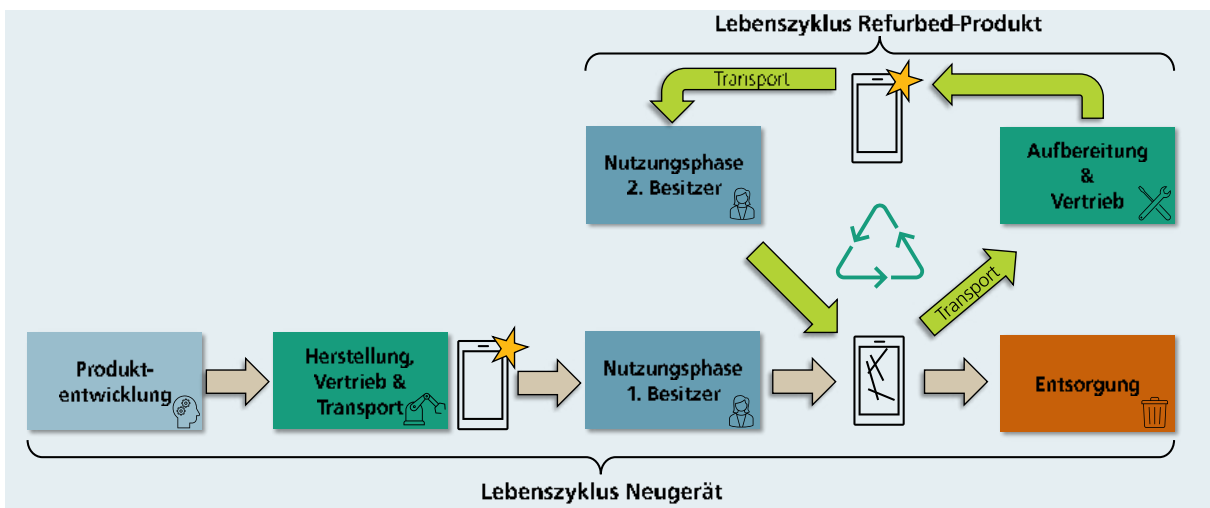 Lebenszyklus Refurbed-Produkt
Transport
Nutzungsphase
2. Besitzer
Aufbereitung
&
Vertrieb
Transport
Produkt-
entwicklung
Herstellung,
Vertrieb &
Transport
Nutzungsphase
1. Besitzer
Entsorgung
Lebenszyklus Neugerät